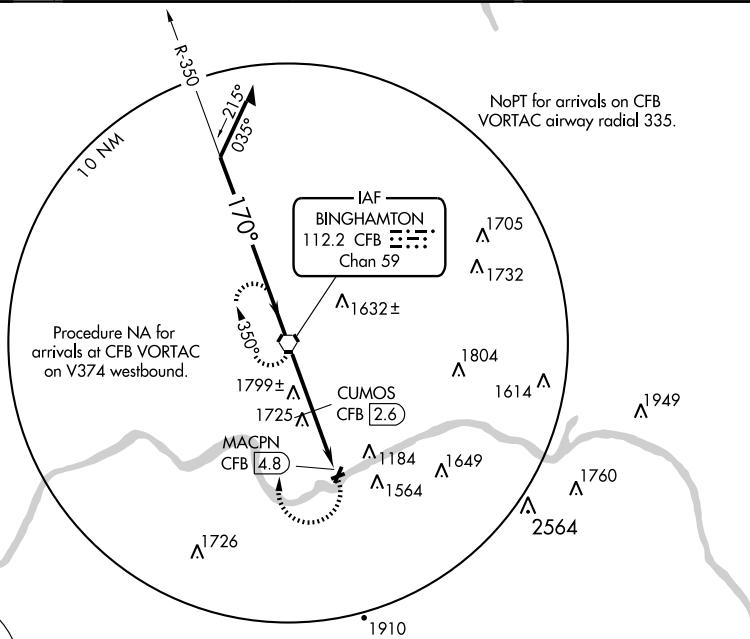 R-350
215°
035°
NoPT for arrivals on CFB
VORTAC airway radial 335.
10 NM
170°
IAF
BINGHAMTON
112.2 CFB
Chan 59
1705
1732
1632±
350°
Procedure NA for
arrivals at CFB VORTAC
on V374 westbound.
1804
1614
1799±
1949
CUMOS
CFB 2.6
1725
MACPN
CFB 4.8
1184
1649
1564
1760
2564
1726
1910